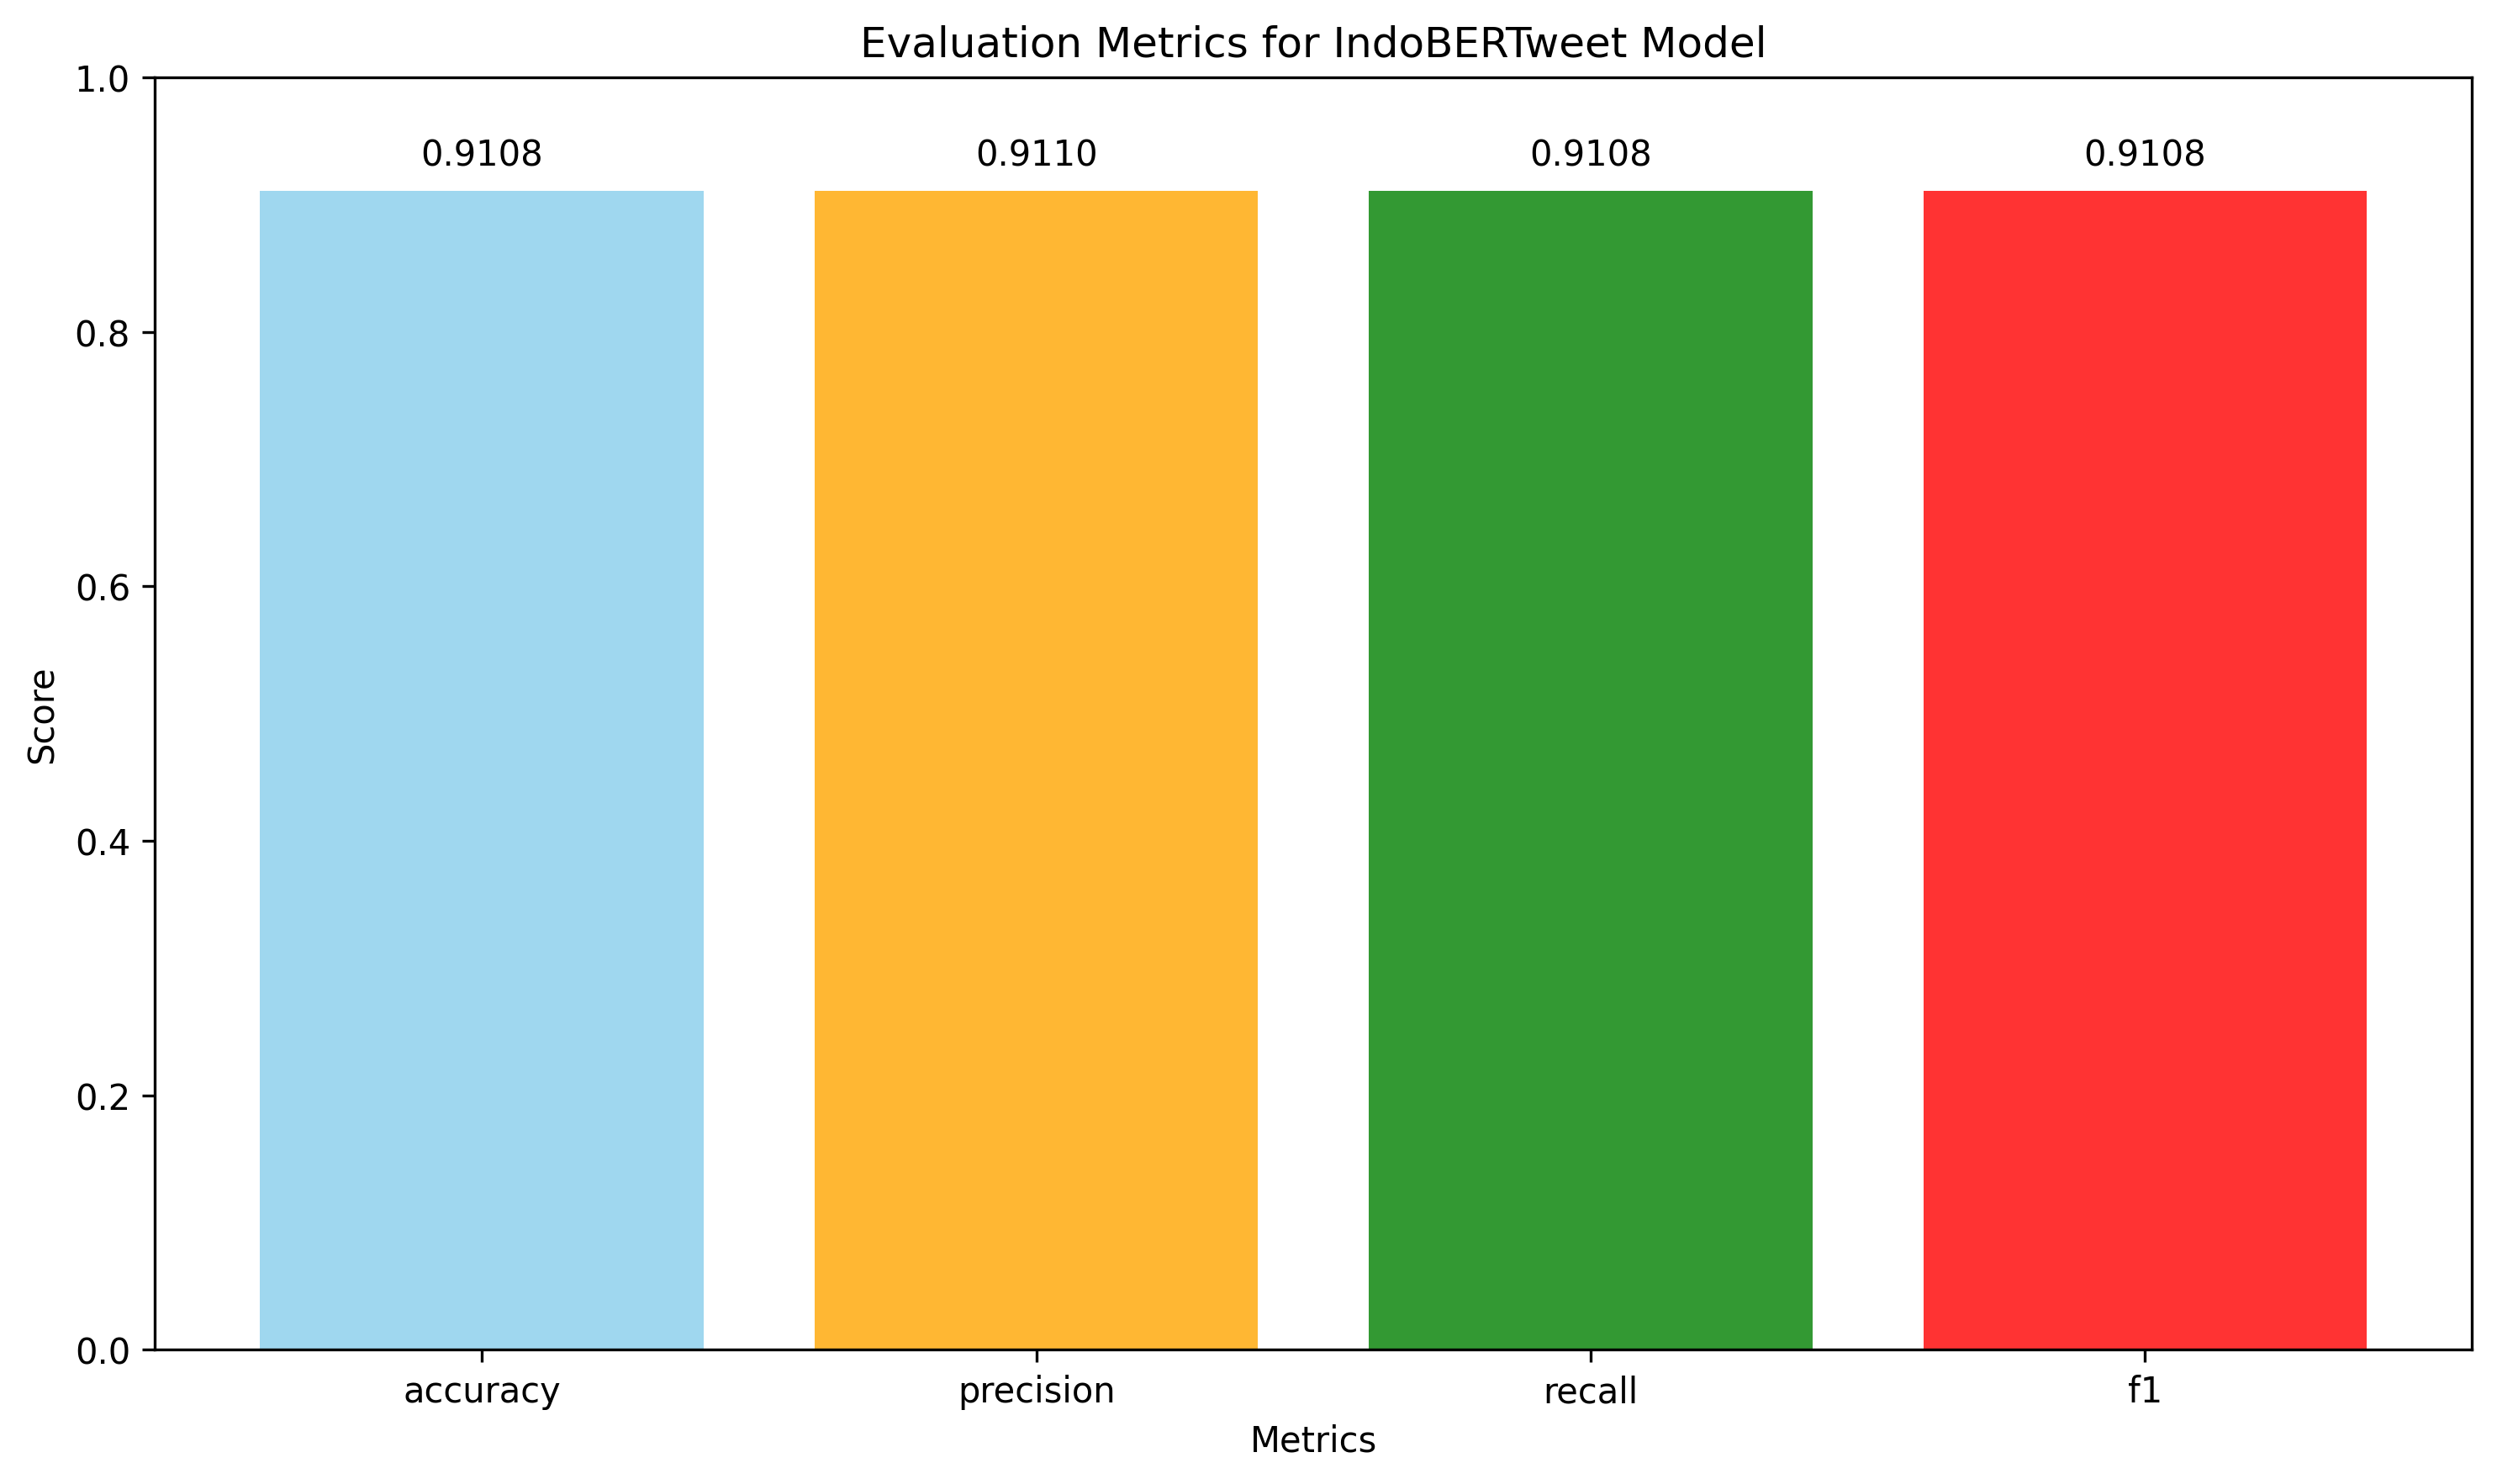 Evaluation Metrics for IndoBERTweet Model
1.0
0.8
0.6
0.4
0.2
0.0
Score
0.9108
0.9110
0.9108
0.9108
accuracy
precision
recall
f1
Metrics